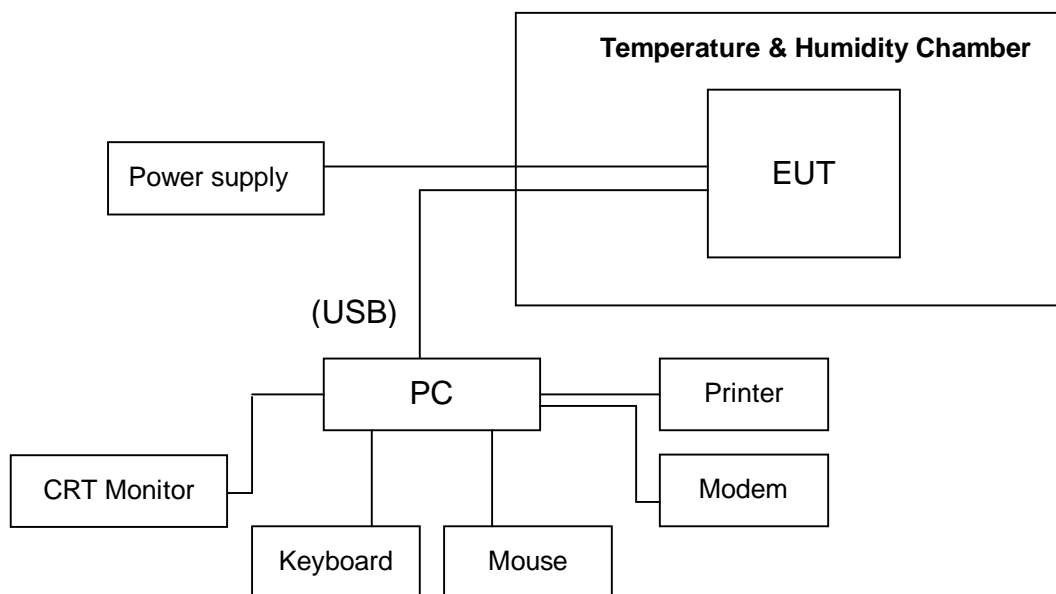 Temperature & Humidity Chamber
EUT
Power supply
(USB)
PC
Printer
CRT Monitor
Modem
Keyboard
Mouse